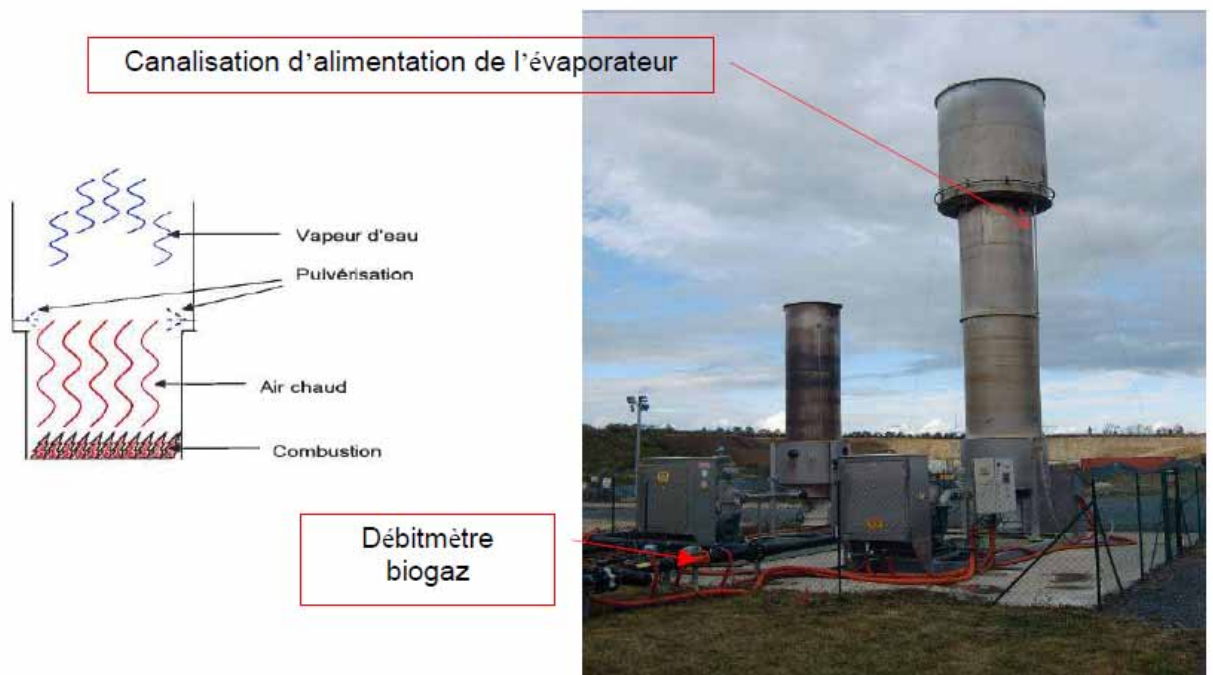 Canalisation d'alimentation de l'évaporateur
Vapeur d'eau
Pulvérisation
Air chaud
Combustion
Débitmètre
biogaz